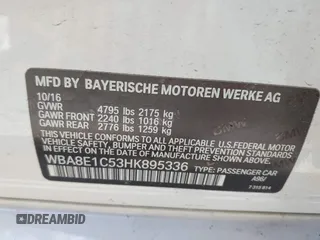 MFD BY BAYERISCHE MOTOREN WERKE AG
10/16
GVWR 4795 lbs 2175 kg
GAWR FRONT 2240 lbs 1016 kg
GAWR REAR 2776 lbs 1259 kg
THIS VEHICLE CONFORMS TO ALL APPLICABLE U.S.FEDERAL MOTOR
VEHICLE SAFETY, BUMPER AND THEFT PREVENTION STANDARDS IN
EFFECT ON THE DATE OF MANUFACTURE SHOWN ABOVE.
WBA8E1C53HK895336 TYPE: PASSENGER CAR
A96/
BIDFAX